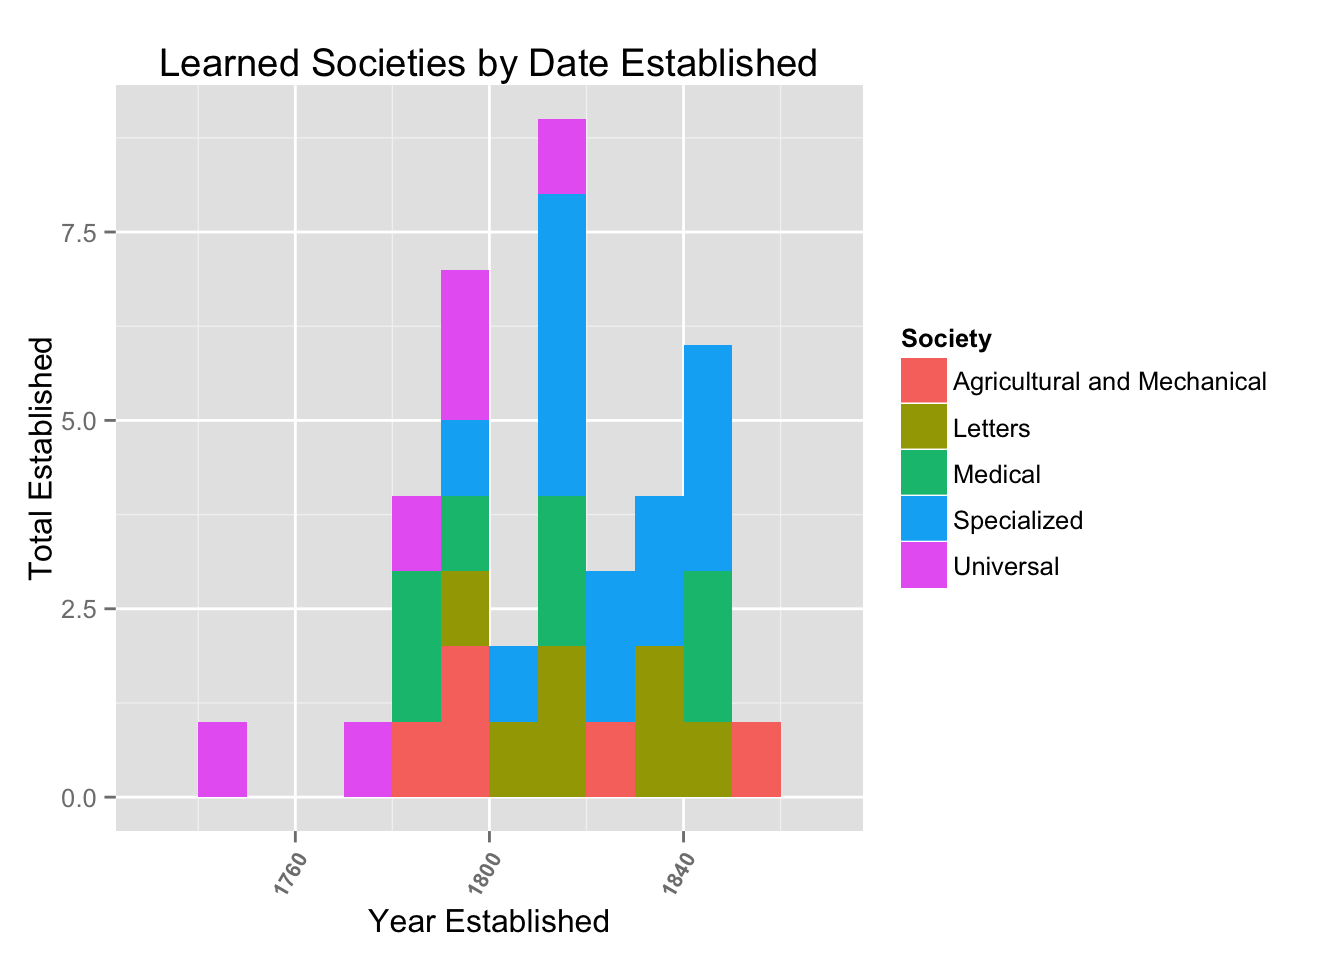 Learned Societies by Date Established
Total Established
7.5
5.0
2.5
0.0
1760
1800
1840
Year Established
Society
Agricultural and Mechanical
Letters
Medical
Specialized
Universal